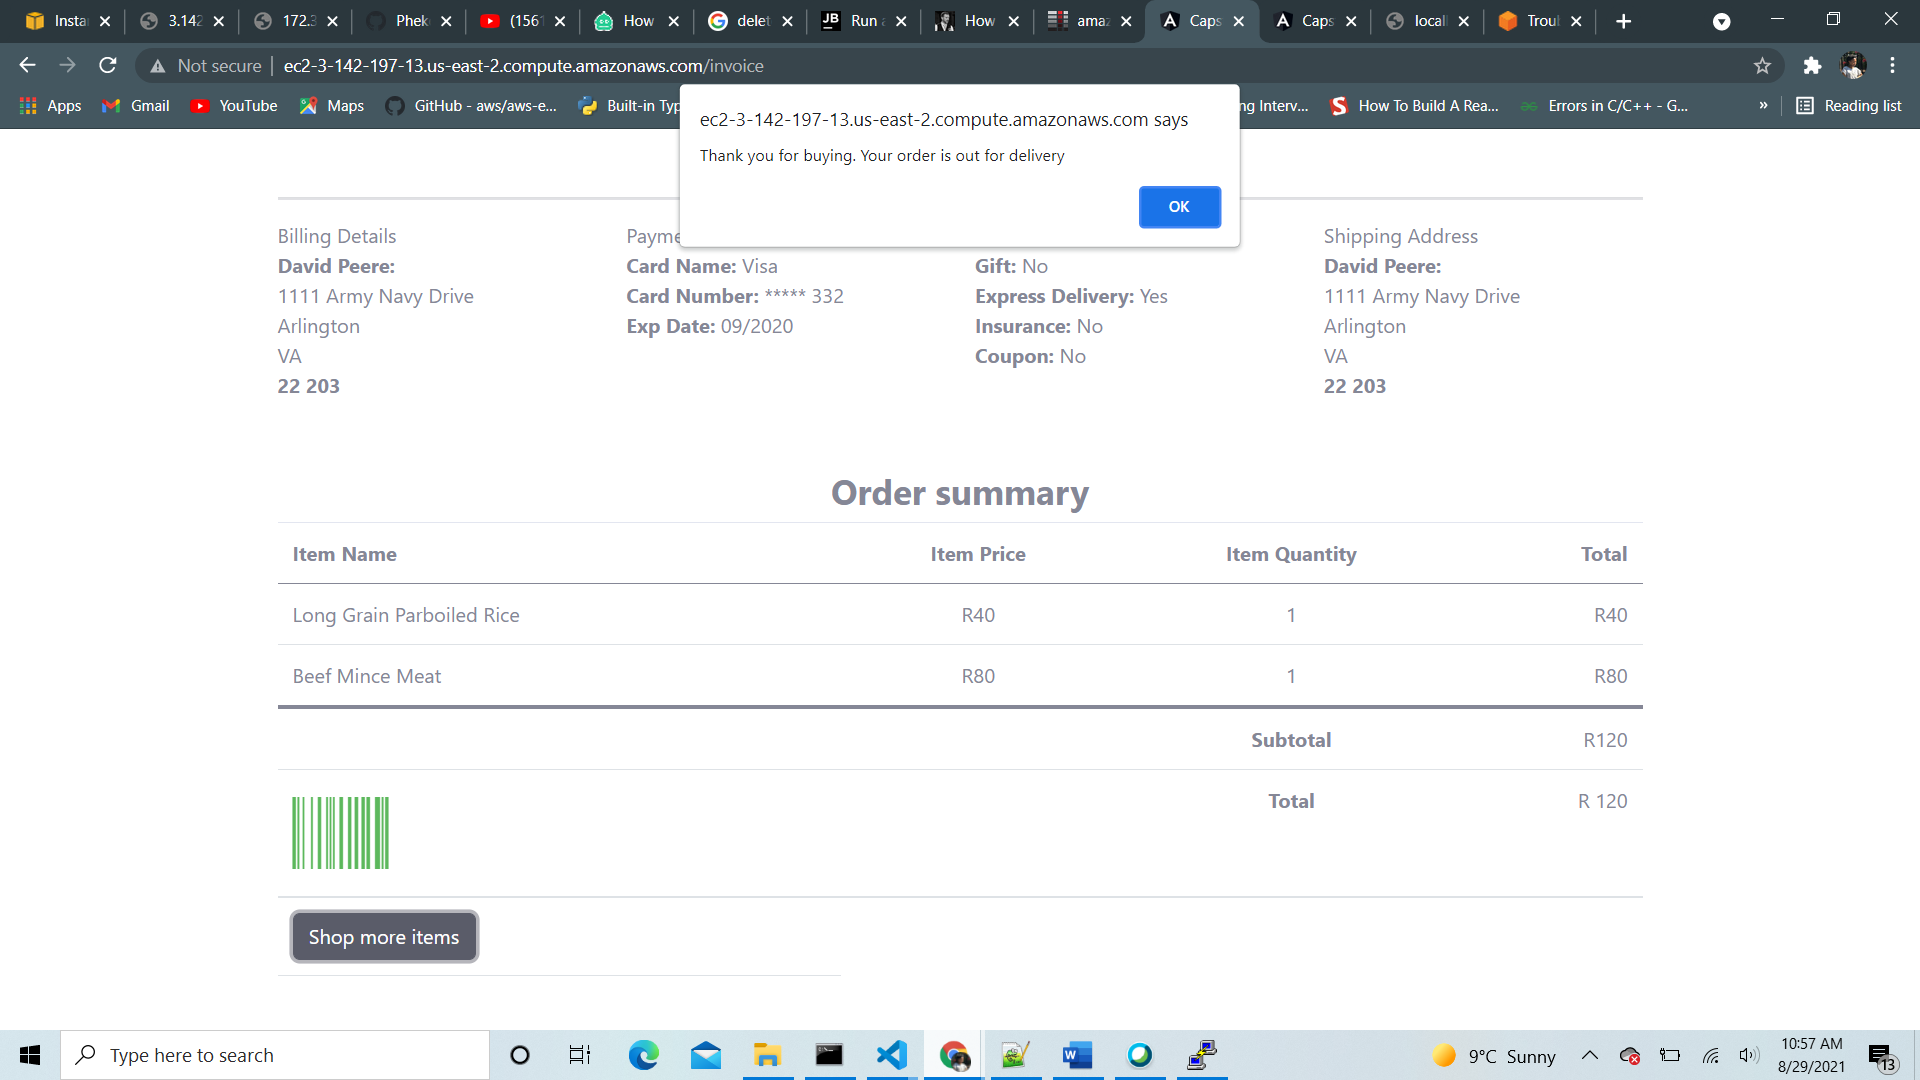 Insta
3.142
172.3
Phek
(1561
How
delet
Run a
How
amaz
Caps
Caps
local
Trou
Not secure
ec2-3-142-197-13.us-east-2.compute.amazonaws.com/invoice
Apps
Gmail
YouTube
Maps
GitHub - aws/aws-e...
Built-in Typ
ng Interv...
How To Build A Rea...
Errors in C/C++ - G...
»
Reading list
ec2-3-142-197-13.us-east-2.compute.amazonaws.com says
Thank you for buying. Your order is out for delivery
OK
Billing Details
David Peere:
1111 Army Navy Drive
Arlington
VA
22 203
Payme
Card Name: Visa
Card Number: ***** 332
Exp Date: 09/2020
Gift: No
Express Delivery: Yes
Insurance: No
Coupon: No
Shipping Address
David Peere:
1111 Army Navy Drive
Arlington
VA
22 203
Order summary
Item Name Item Price Item Quantity Total
Long Grain Parboiled Rice R40 1 R40
Beef Mince Meat R80 1 R80
Subtotal R120
Total R 120
Shop more items
Type here to search
9°C Sunny
10:57 AM
8/29/2021
13